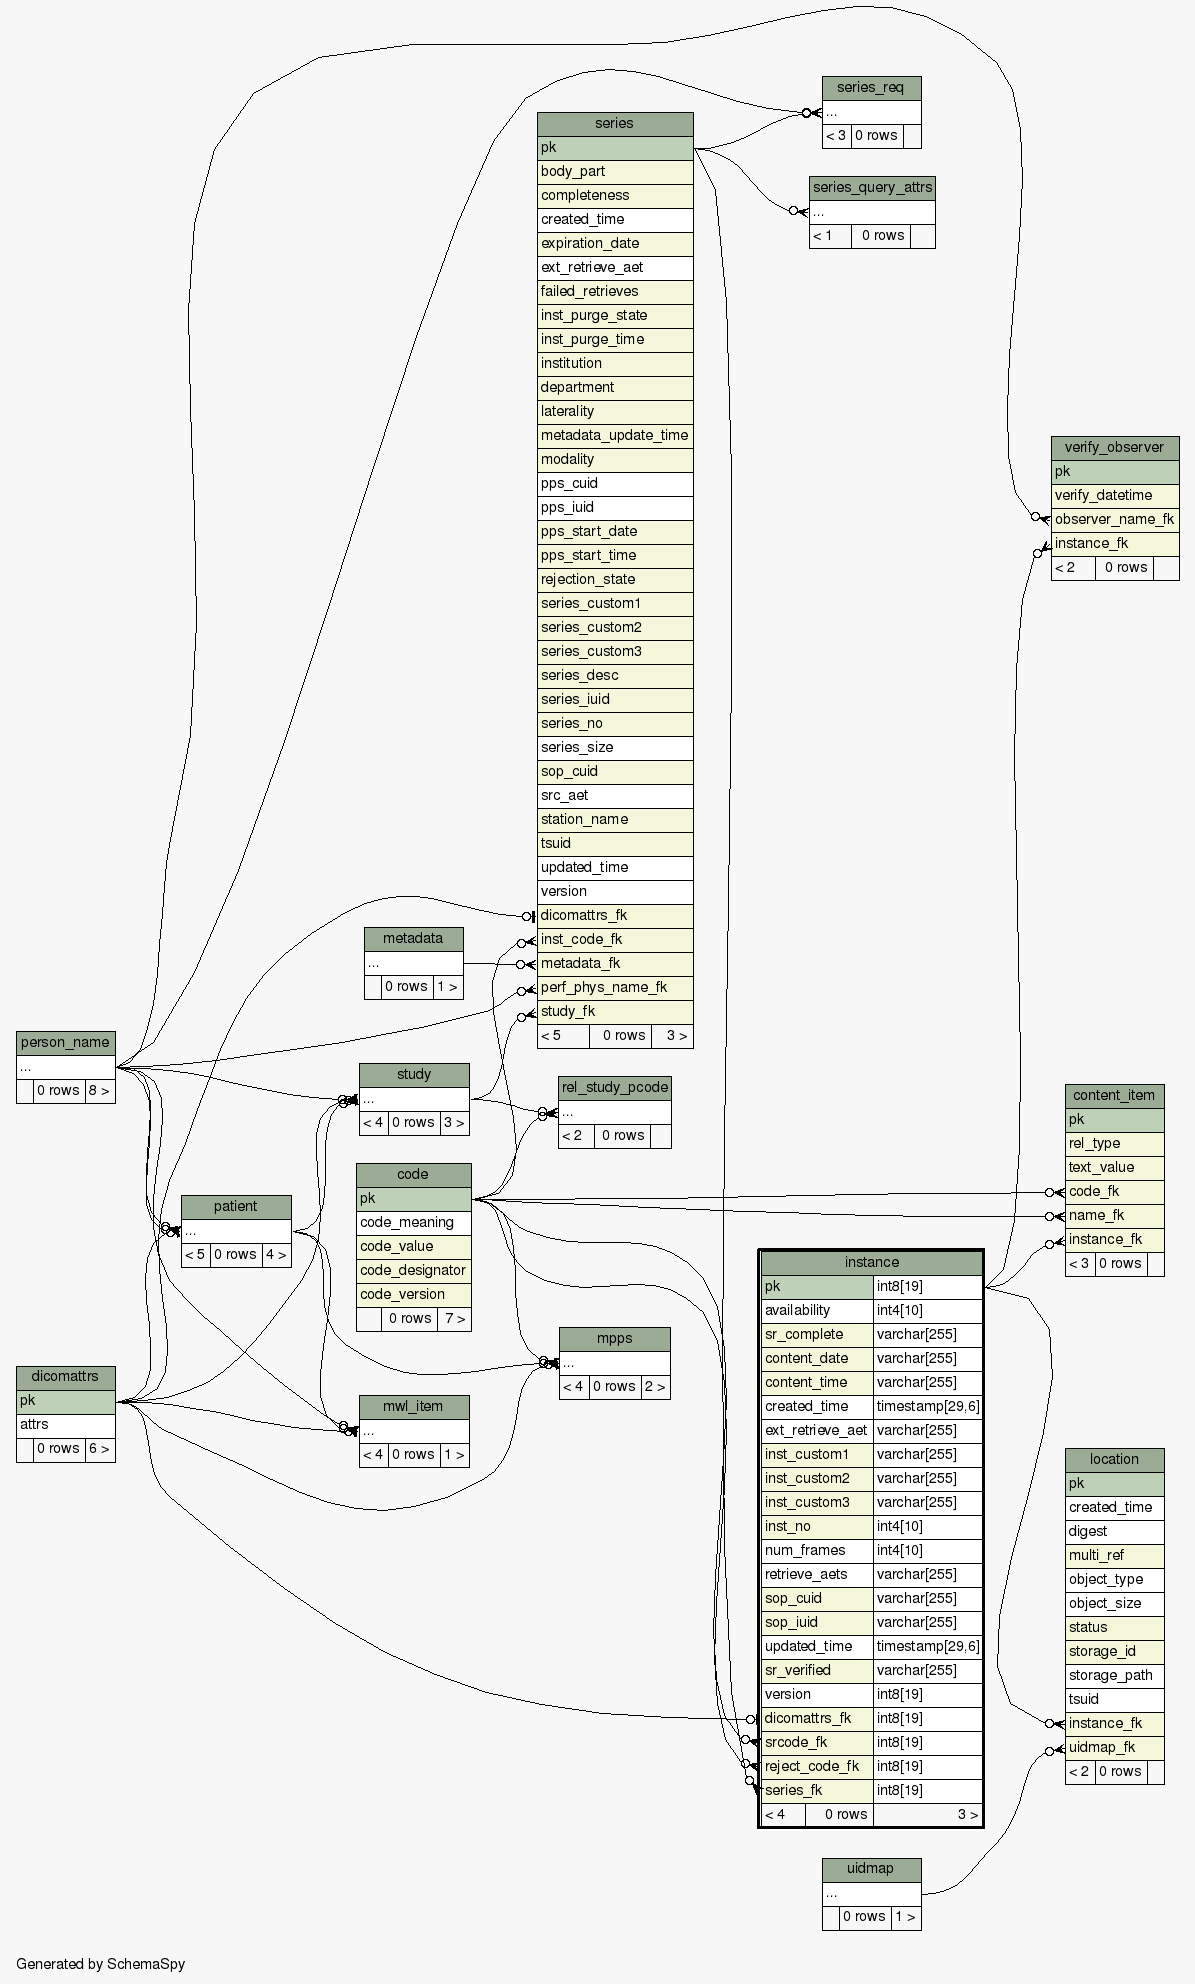 series_req
...
< 3 0 rows
series
pk
body_part
completeness
created_time
expiration_date
ext_retrieve_aet
failed_retrieves
inst_purge_state
inst_purge_time
institution
department
laterality
metadata_update_time
modality
pps_cuid
pps_iuid
pps_start_date
pps_start_time
rejection_state
series_custom1
series_custom2
series_custom3
series_desc
series_iuid
series_no
series_size
sop_cuid
src_aet
station_name
tsuid
updated_time
version
dicomattrs_fk
inst_code_fk
metadata_fk
perf_phys_name_fk
study_fk
< 5 0 rows 3 >
series_query_attrs
...
< 1 0 rows
verify_observer
pk
verify_datetime
observer_name_fk
instance_fk
< 2 0 rows
metadata
...
0 rows 1 >
person_name
...
0 rows 8 >
study
...
< 4 0 rows 3 >
rel_study_pcode
...
< 2 0 rows
content_item
pk
rel_type
text_value
code_fk
name_fk
instance_fk
< 3 0 rows
code
pk
code_meaning
code_value
code_designator
code_version
0 rows 7 >
patient
...
< 5 0 rows 4 >
instance
pk int8[19]
availability int4[10]
sr_complete varchar[255]
content_date varchar[255]
content_time varchar[255]
created_time timestamp[29,6]
ext_retrieve_aet varchar[255]
inst_custom1 varchar[255]
inst_custom2 varchar[255]
inst_custom3 varchar[255]
inst_no int4[10]
num_frames int4[10]
retrieve_aets varchar[255]
sop_cuid varchar[255]
sop_iuid varchar[255]
updated_time timestamp[29,6]
sr_verified varchar[255]
version int8[19]
dicomattrs_fk int8[19]
srcode_fk int8[19]
reject_code_fk int8[19]
series_fk int8[19]
< 4 0 rows 3 >
mpps
...
< 4 0 rows 2 >
dicomattrs
pk
attrs
0 rows 6 >
mwl_item
...
< 4 0 rows 1 >
location
pk
created_time
digest
multi_ref
object_type
object_size
status
storage_id
storage_path
tsuid
instance_fk
uidmap_fk
< 2 0 rows
uidmap
...
0 rows 1 >
Generated by SchemaSpy